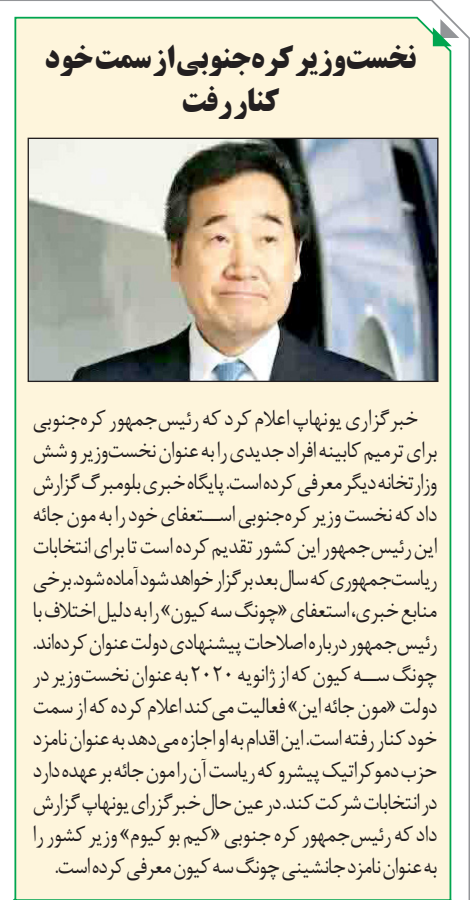 نخست‌وزیر کره‌جنوبی از سمت خود
کنار رفت
خبرگزاری یونهاپ اعلام کرد که رئیس‌جمهور کره‌جنوبی
برای ترمیم کابینه افراد جدیدی را به عنوان نخست‌وزیر و شش
وزارتخانه دیگر معرفی کرده‌است. پایگاه خبری بلومبرگ گزارش
داد که نخست وزیر کره‌جنوبی استعفای خود را به مون جائه
این رئیس‌جمهور این کشور تقدیم کرده است تا برای انتخابات
ریاست‌جمهوری که سال بعد برگزار خواهد شود آماده شود. برخی
منابع خبری، استعفای «چونگ سه کیون» را به دلیل اختلاف با
رئیس‌جمهور درباره اصلاحات پیشنهادی دولت عنوان کرده‌اند.
چونگ سه کیون که از ژانویه ۲۰۲۰ به عنوان نخست‌وزیر در
دولت «مون جائه این» فعالیت می‌کند اعلام کرده که از سمت
خود کنار رفته است. این اقدام به او اجازه می‌دهد به عنوان نامزد
حزب دموکراتیک پیشرو که ریاست آن را مون جائه بر عهده دارد
در انتخابات شرکت کند. در عین حال خبرگزرای یونهاپ گزارش
داد که رئیس‌جمهور کره جنوبی «کیم بو کیوم» وزیر کشور را
به عنوان نامزد جانشینی چونگ سه کیون معرفی کرده‌است.